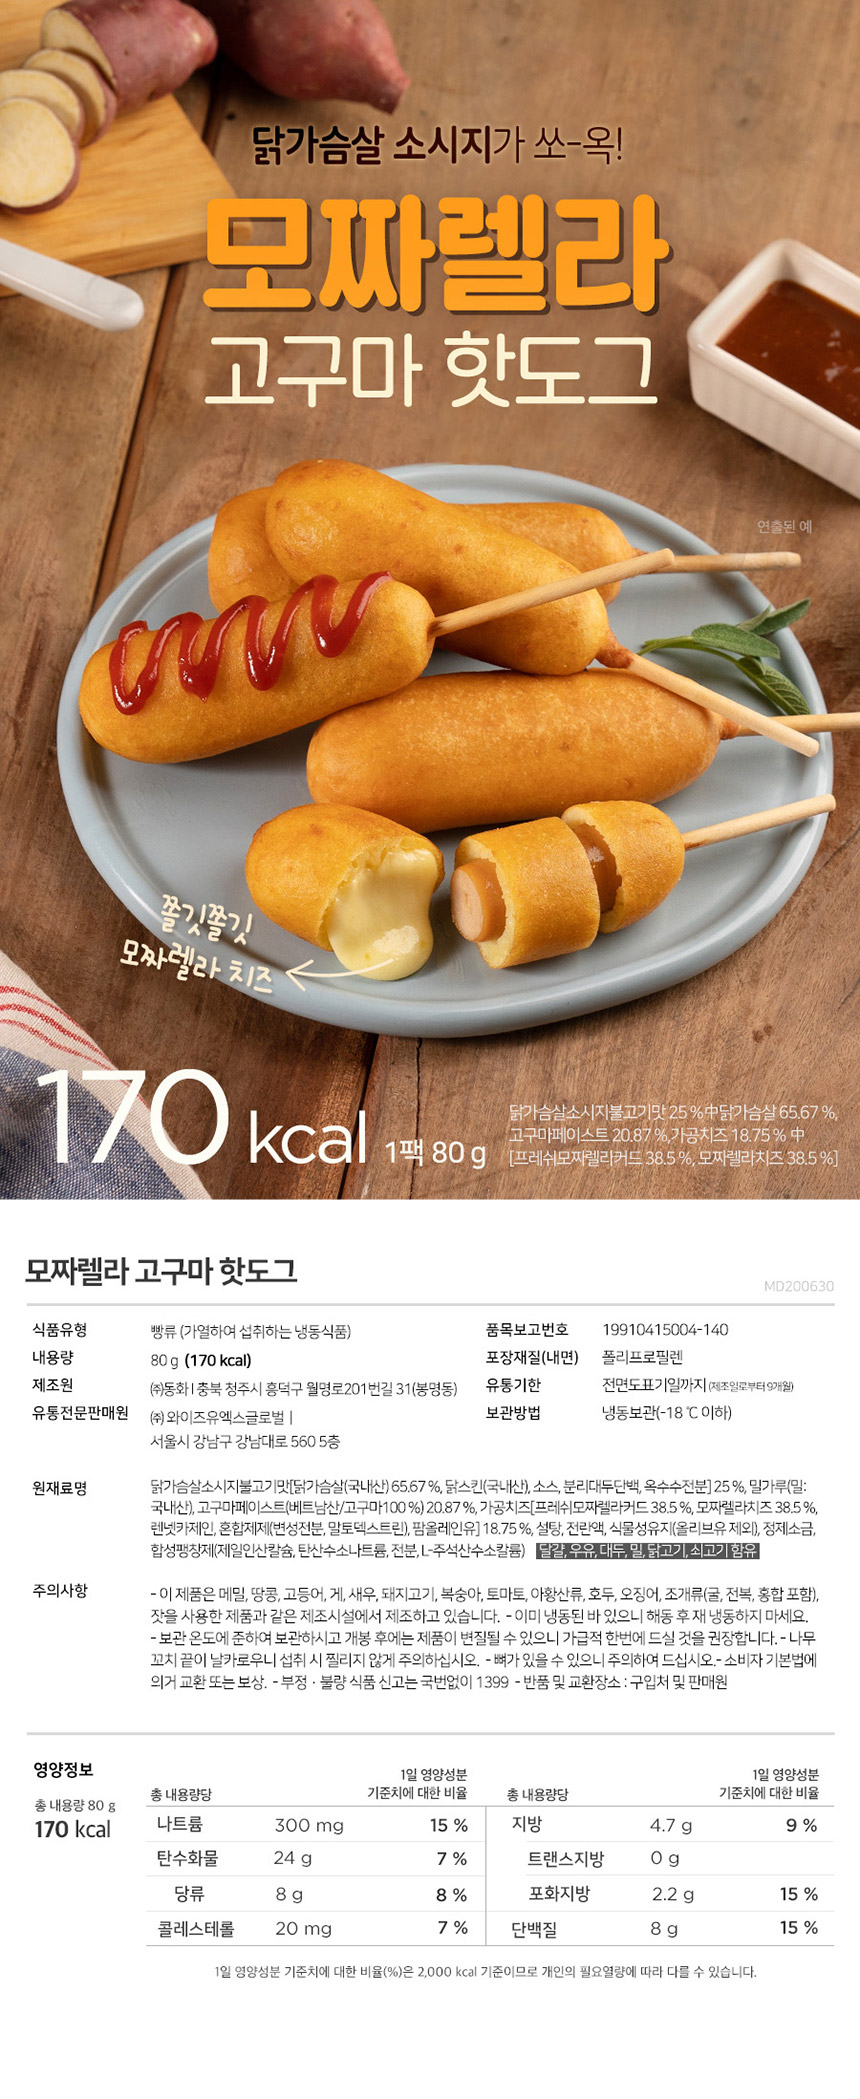 닭가슴살 소시지가 쏘-옥!
모짜렐라
고구마 핫도그
연출된 예
쫄깃쫄깃
모짜렐라 치즈
170 kcal 1팩 80 g
닭가슴살소시지불고기맛 25 %中닭가슴살 65.67 %,
고구마페이스트 20.87 %,가공치즈 18.75 % 中
[프레쉬모짜렐라커드 38.5 %, 모짜렐라치즈 38.5 %]
모짜렐라 고구마 핫도그
MD200630
식품유형 빵류 (가열하여 섭취하는 냉동식품)
내용량 80 g (170 kcal)
제조원 ㈜동화 I 충북 청주시 흥덕구 월명로201번길 31(봉명동)
유통전문판매원 ㈜ 와이즈유엑스글로벌 |
서울시 강남구 강남대로 560 5층
품목보고번호 19910415004-140
포장재질(내면) 폴리프로필렌
유통기한 전면도표기일까지 (제조일로부터 9개월)
보관방법 냉동보관(-18 ℃ 이하)
원재료명 닭가슴살소시지불고기맛[닭가슴살(국내산) 65.67 %, 닭스킨(국내산), 소스, 분리대두단백, 옥수수전분] 25 %, 밀가루(밀:
국내산), 고구마페이스트(베트남산/고구마100 %) 20.87 %, 가공치즈[프레쉬모짜렐라커드 38.5 %, 모짜렐라치즈 38.5 %,
렌넷카제인, 혼합제제(변성전분, 말토덱스트린), 팜올레인유] 18.75 %, 설탕, 전란액, 식물성유지(올리브유 제외), 정제소금,
합성팽창제(제일인산칼슘, 탄산수소나트륨, 전분, L-주석산수소칼륨) 달걀, 우유, 대두, 밀, 닭고기, 쇠고기 함유
주의사항 - 이 제품은 메밀, 땅콩, 고등어, 게, 새우, 돼지고기, 복숭아, 토마토, 아황산류, 호두, 오징어, 조개류(굴, 전복, 홍합 포함),
잣을 사용한 제품과 같은 제조시설에서 제조하고 있습니다. - 이미 냉동된 바 있으니 해동 후 재 냉동하지 마세요.
- 보관 온도에 준하여 보관하시고 개봉 후에는 제품이 변질될 수 있으니 가급적 한번에 드실 것을 권장합니다. - 나무
꼬치 끝이 날카로우니 섭취 시 찔리지 않게 주의하십시오. - 뼈가 있을 수 있으니 주의하여 드십시오.- 소비자 기본법에
의거 교환 또는 보상. - 부정 · 불량 식품 신고는 국번없이 1399 - 반품 및 교환장소 : 구입처 및 판매원
영양정보
총 내용량 80 g
170 kcal
총 내용량당 1일 영양성분 기준치에 대한 비율
나트륨 300 mg 15 %
탄수화물 24 g 7 %
당류 8 g 8 %
콜레스테롤 20 mg 7 %
총 내용량당 1일 영양성분 기준치에 대한 비율
지방 4.7 g 9 %
트랜스지방 0 g
포화지방 2.2 g 15 %
단백질 8 g 15 %
1일 영양성분 기준치에 대한 비율(%)은 2,000 kcal 기준이므로 개인의 필요열량에 따라 다를 수 있습니다.